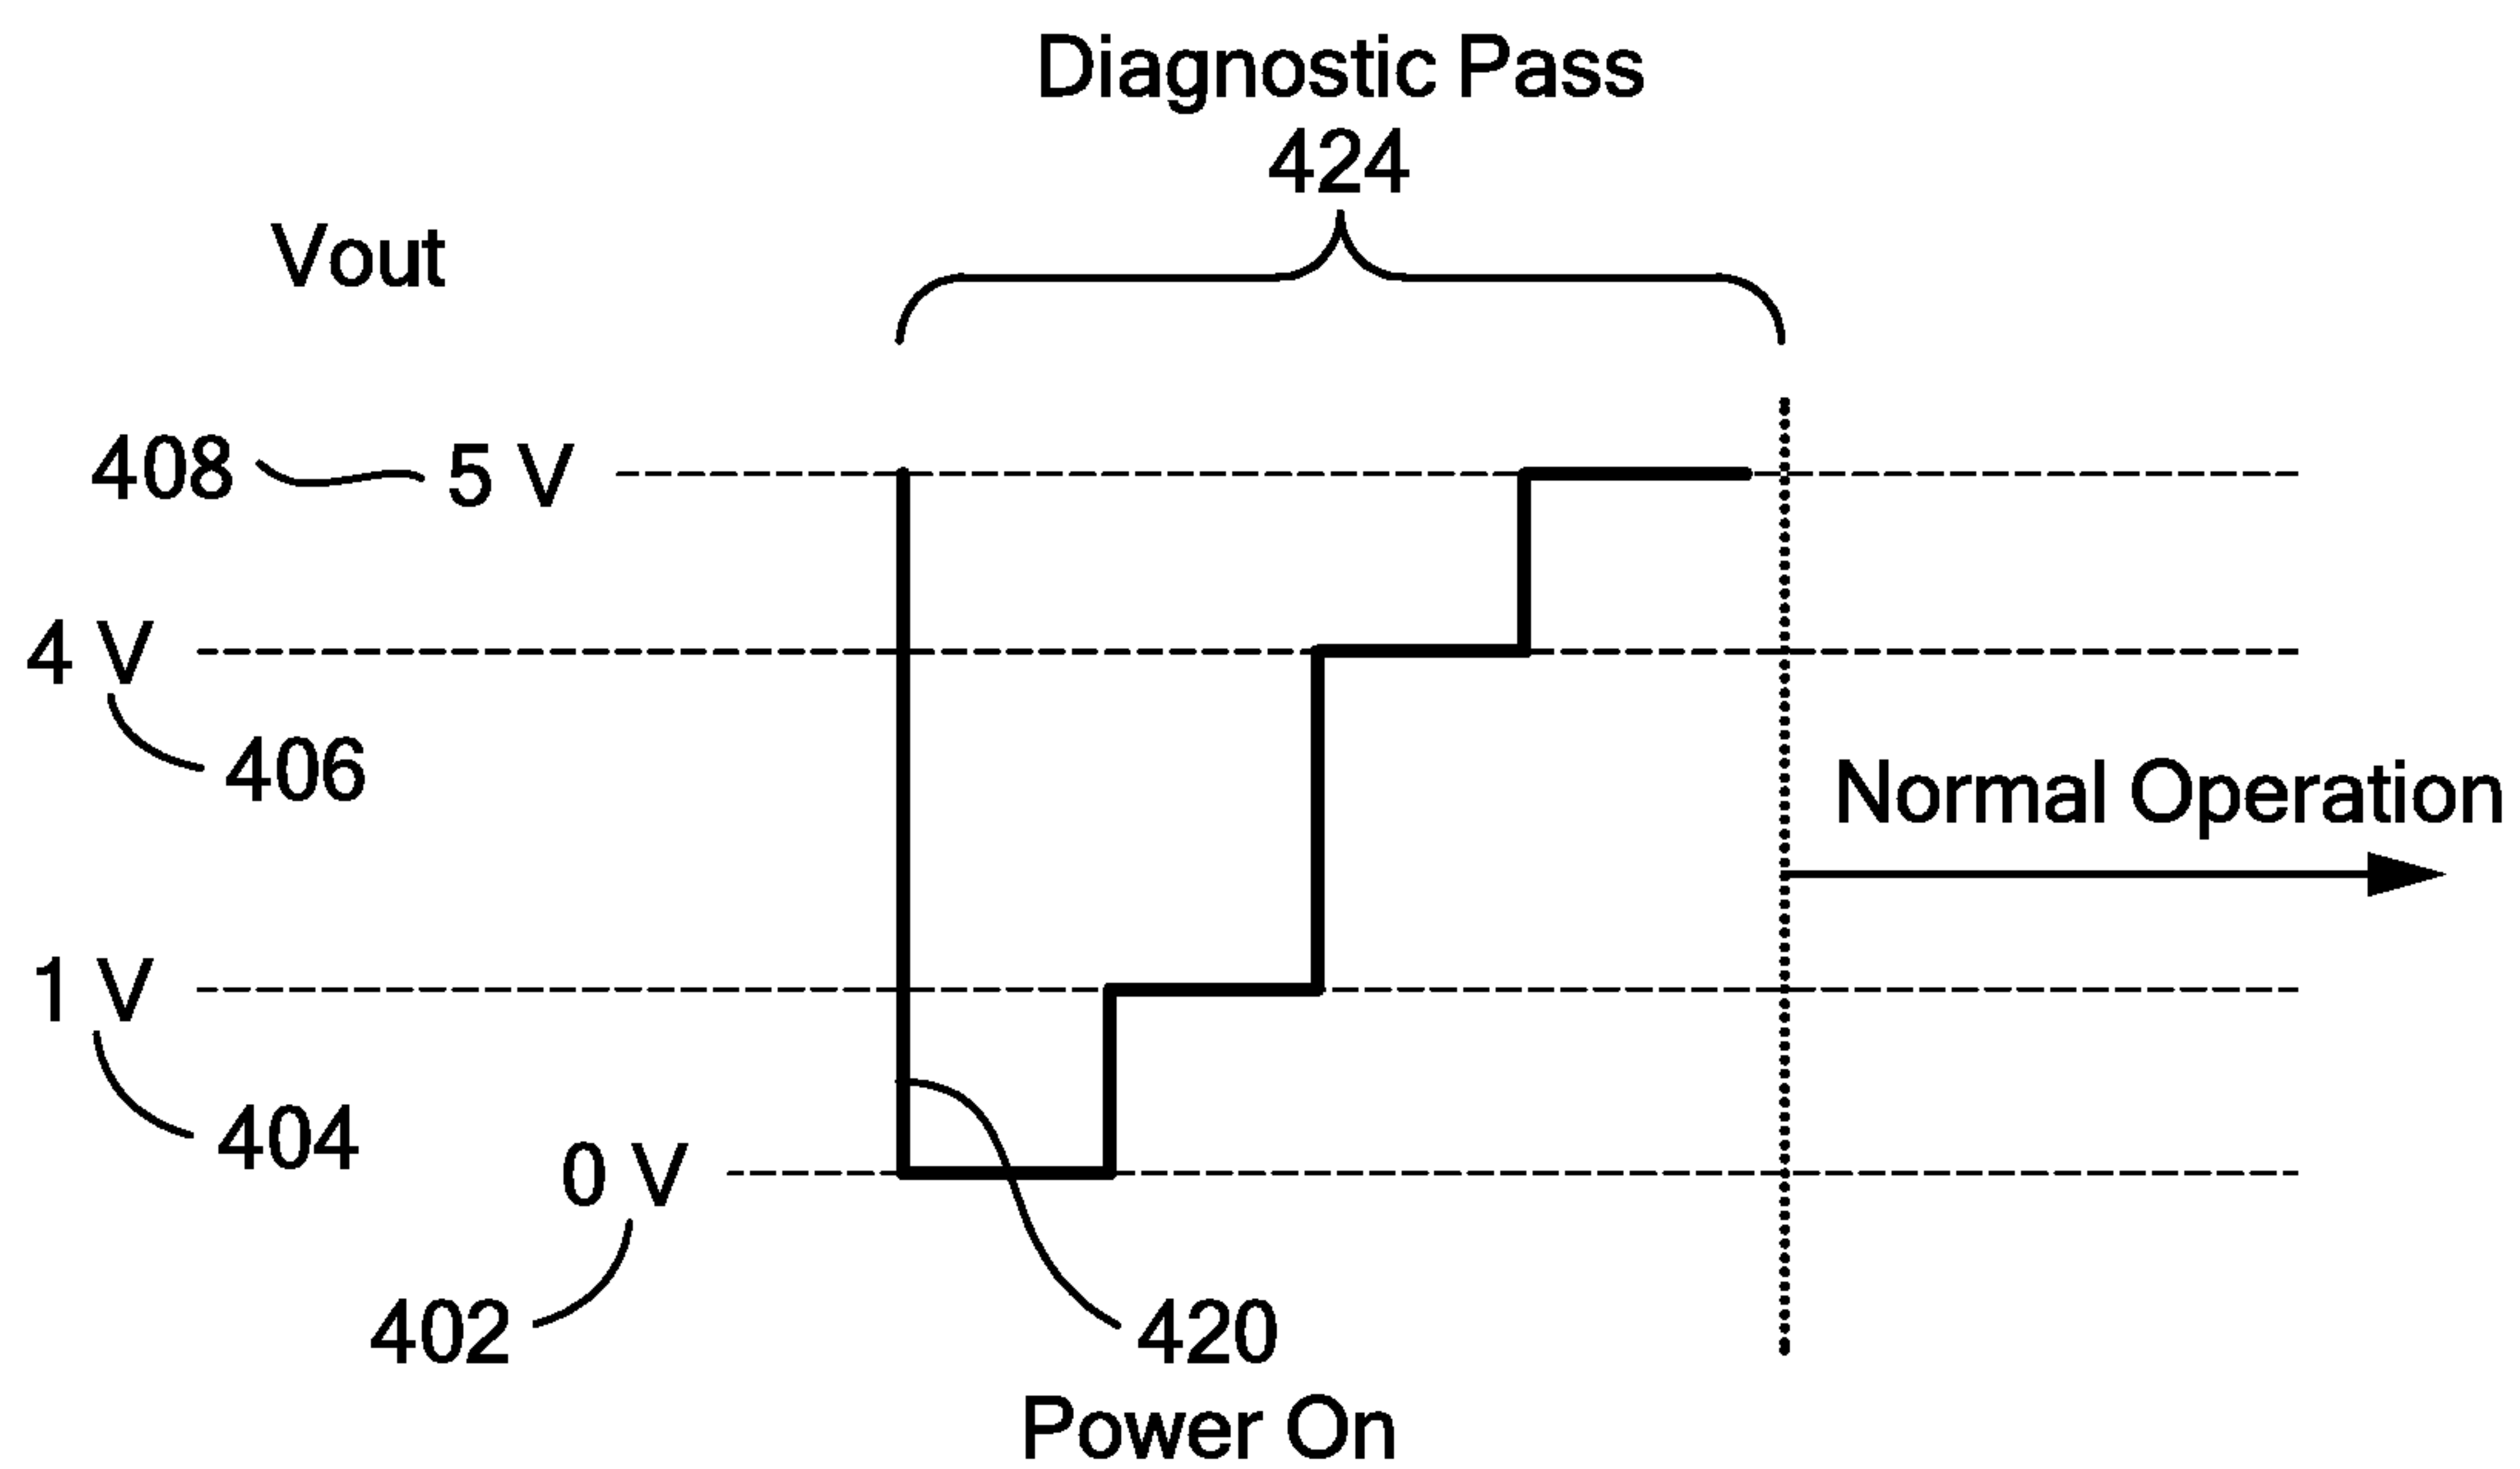 Diagnostic Pass
424
Vout
408 5 V
4 V
406
Normal Operation
1 V
404
0 V
402
420
Power On